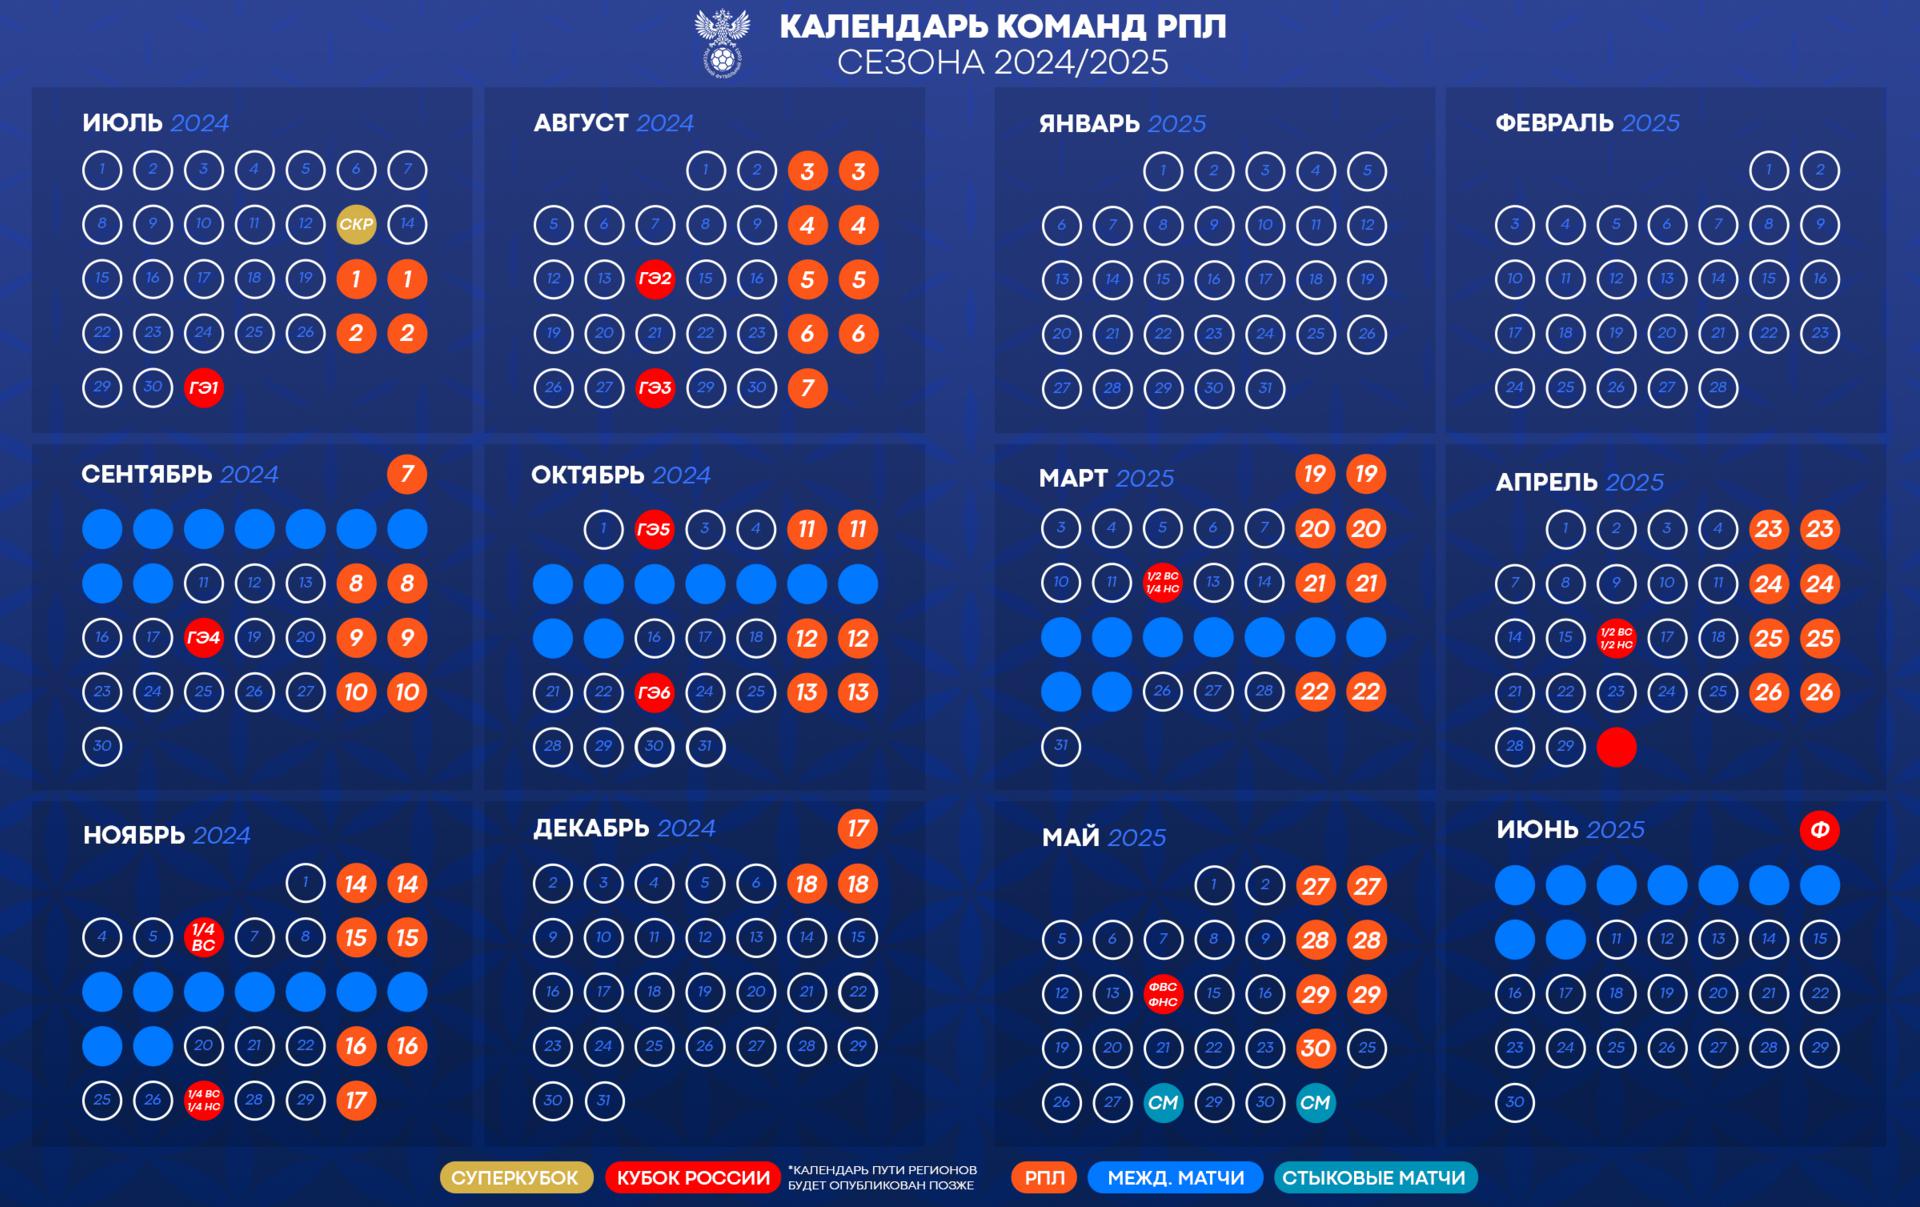 КАЛЕНДАРЬ КОМАНД РПЛ
СЕЗОНА 2024/2025
ИЮЛЬ 2024
1 2 3 4 5 6 7
8 9 10 11 12 СКР 14
15 16 17 18 19 1 1
22 23 24 25 26 2 2
29 30 ГЭ1
АВГУСТ 2024
1 2 3 3
5 6 7 8 9 4 4
12 13 ГЭ2 15 16 5 5
19 20 21 22 23 6 6
26 27 ГЭ3 29 30 7
ЯНВАРЬ 2025
1 2 3 4 5
6 7 8 9 10 11 12
13 14 15 16 17 18 19
20 21 22 23 24 25 26
27 28 29 30 31
ФЕВРАЛЬ 2025
1 2
3 4 5 6 7 8 9
10 11 12 13 14 15 16
17 18 19 20 21 22 23
24 25 26 27 28
СЕНТЯБРЬ 2024 7
11 12 13 8 8
16 17 ГЭ4 19 20 9 9
23 24 25 26 27 10 10
30
ОКТЯБРЬ 2024
1 ГЭ5 3 4 11 11
16 17 18 12 12
21 22 ГЭ6 24 25 13 13
28 29 30 31
МАРТ 2025 19 19
3 4 5 6 7 20 20
10 11 1/2 ВС 1/4 НС 13 14 21 21
26 27 28 22 22
31
АПРЕЛЬ 2025
1 2 3 4 23 23
7 8 9 10 11 24 24
14 15 1/2 ВС 1/2 НС 17 18 25 25
21 22 23 24 25 26 26
28 29
НОЯБРЬ 2024
1 14 14
4 5 1/4 ВС 7 8 15 15
20 21 22 16 16
25 26 1/4 ВС 1/4 НС 28 29 17
ДЕКАБРЬ 2024 17
2 3 4 5 6 18 18
9 10 11 12 13 14 15
16 17 18 19 20 21 22
23 24 25 26 27 28 29
30 31
МАЙ 2025
1 2 27 27
5 6 7 8 9 28 28
12 13 ФВС ФНС 15 16 29 29
19 20 21 22 23 30 25
26 27 СМ 29 30 СМ
ИЮНЬ 2025 Ф
11 12 13 14 15
16 17 18 19 20 21 22
23 24 25 26 27 28 29
30
СУПЕРКУБОК
КУБОК РОССИИ
*КАЛЕНДАРЬ ПУТИ РЕГИОНОВ
БУДЕТ ОПУБЛИКОВАН ПОЗЖЕ
РПЛ
МЕЖД. МАТЧИ
СТЫКОВЫЕ МАТЧИ